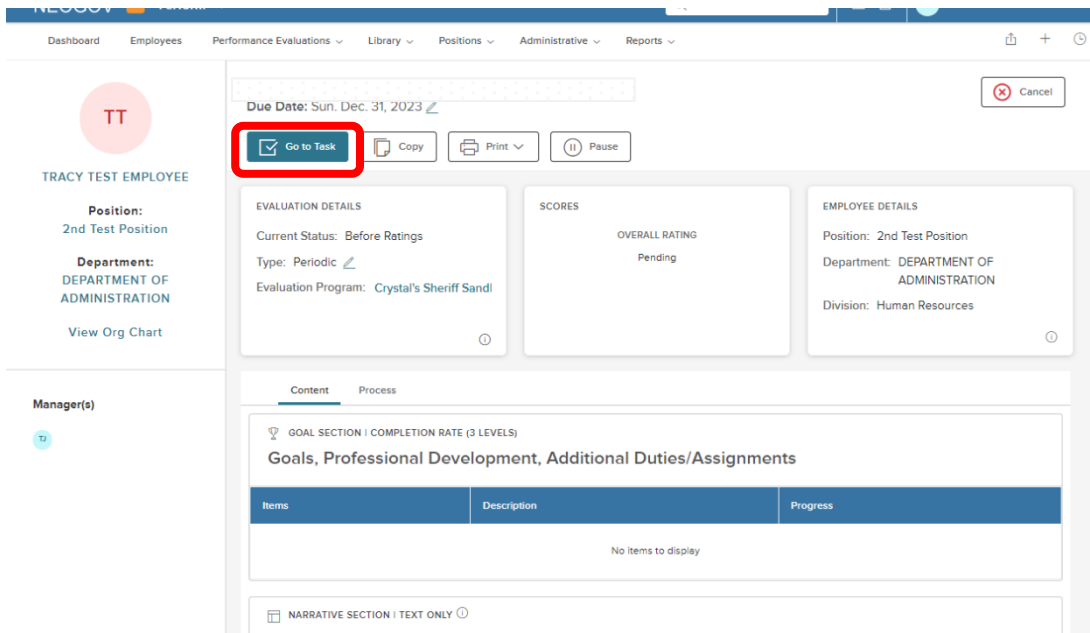 Dashboard Employees Performance Evaluations Library Positions Administrative Reports
TT
TRACY TEST EMPLOYEE
Position:
2nd Test Position
Department:
DEPARTMENT OF
ADMINISTRATION
View Org Chart
Manager(s)
TJ
Due Date: Sun. Dec. 31, 2023
Cancel
Go to Task Copy Print Pause
EVALUATION DETAILS
Current Status: Before Ratings
Type: Periodic
Evaluation Program: Crystal's Sheriff Sandl
SCORES
OVERALL RATING
Pending
EMPLOYEE DETAILS
Position: 2nd Test Position
Department: DEPARTMENT OF
ADMINISTRATION
Division: Human Resources
Content Process
GOAL SECTION | COMPLETION RATE (3 LEVELS)
Goals, Professional Development, Additional Duties/Assignments
Items Description Progress
No items to display
NARRATIVE SECTION | TEXT ONLY